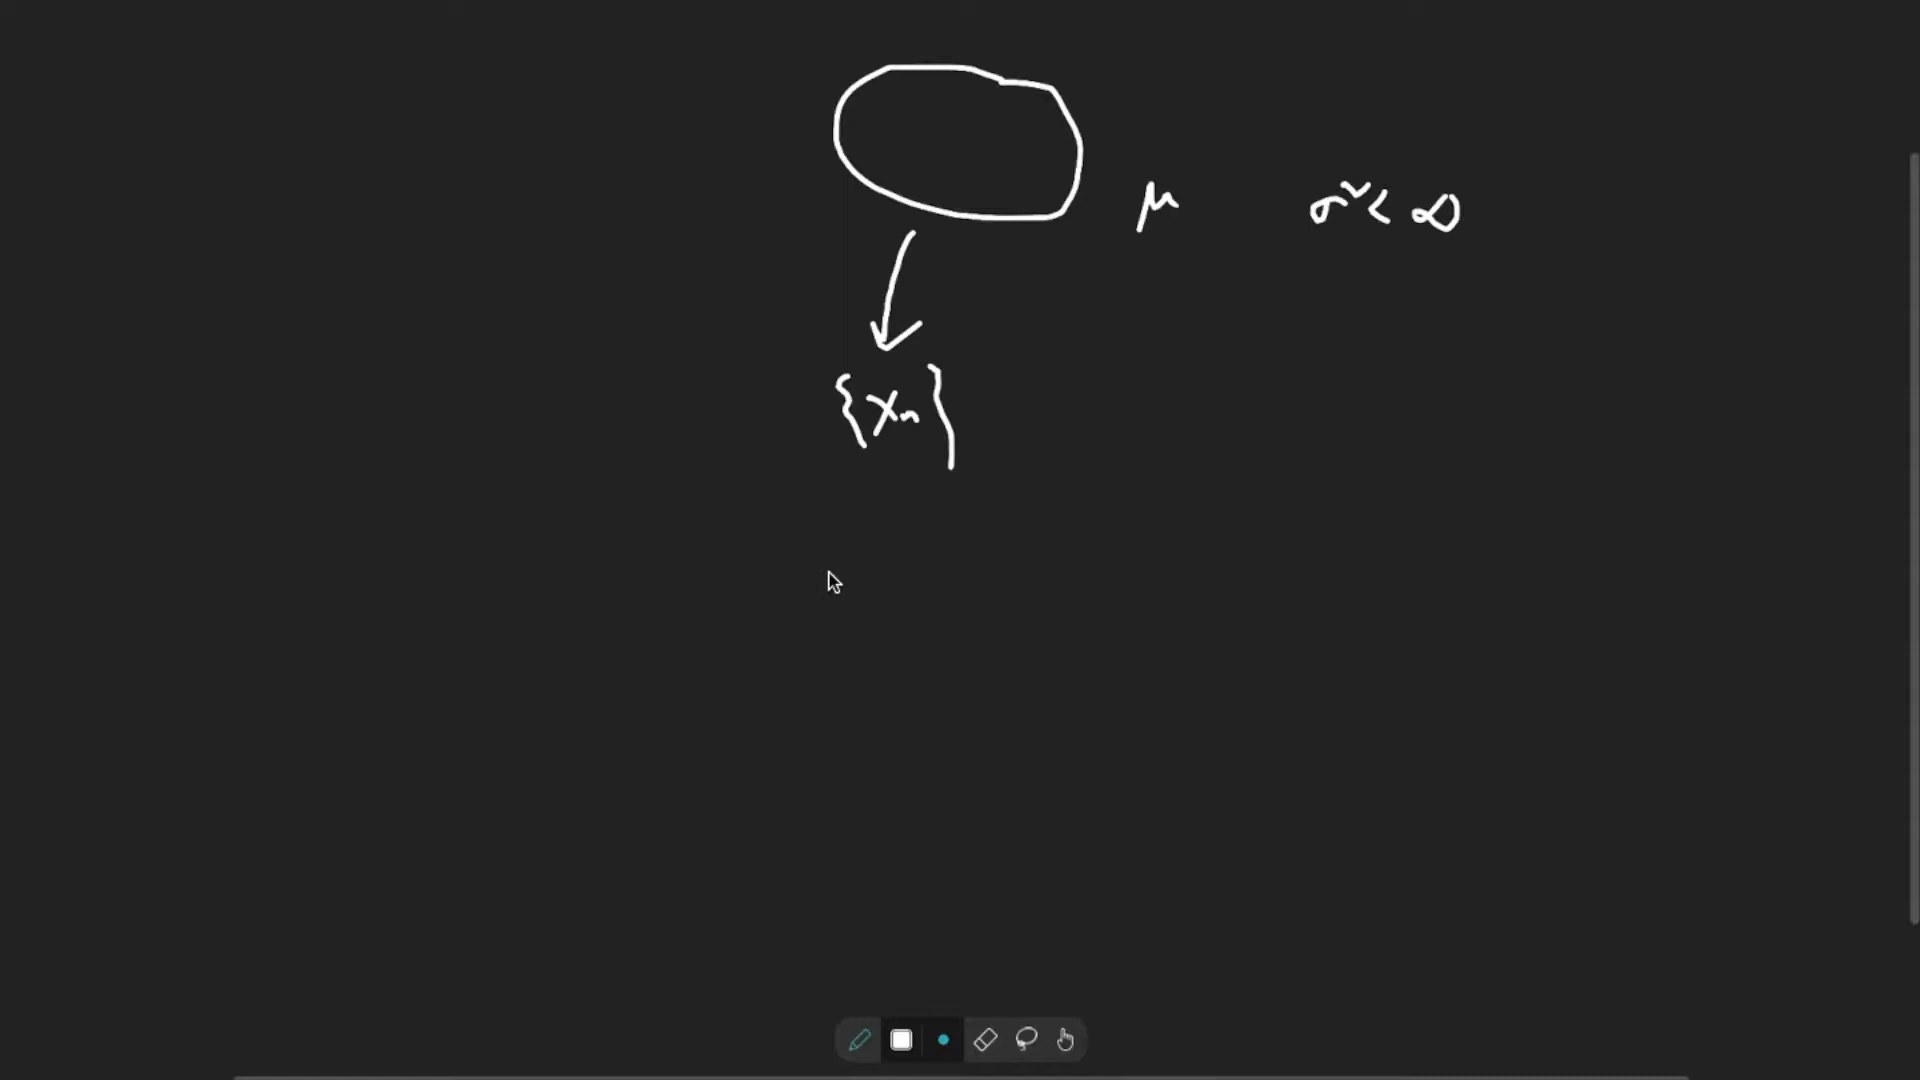 μ σ² < ∞
{Xn}